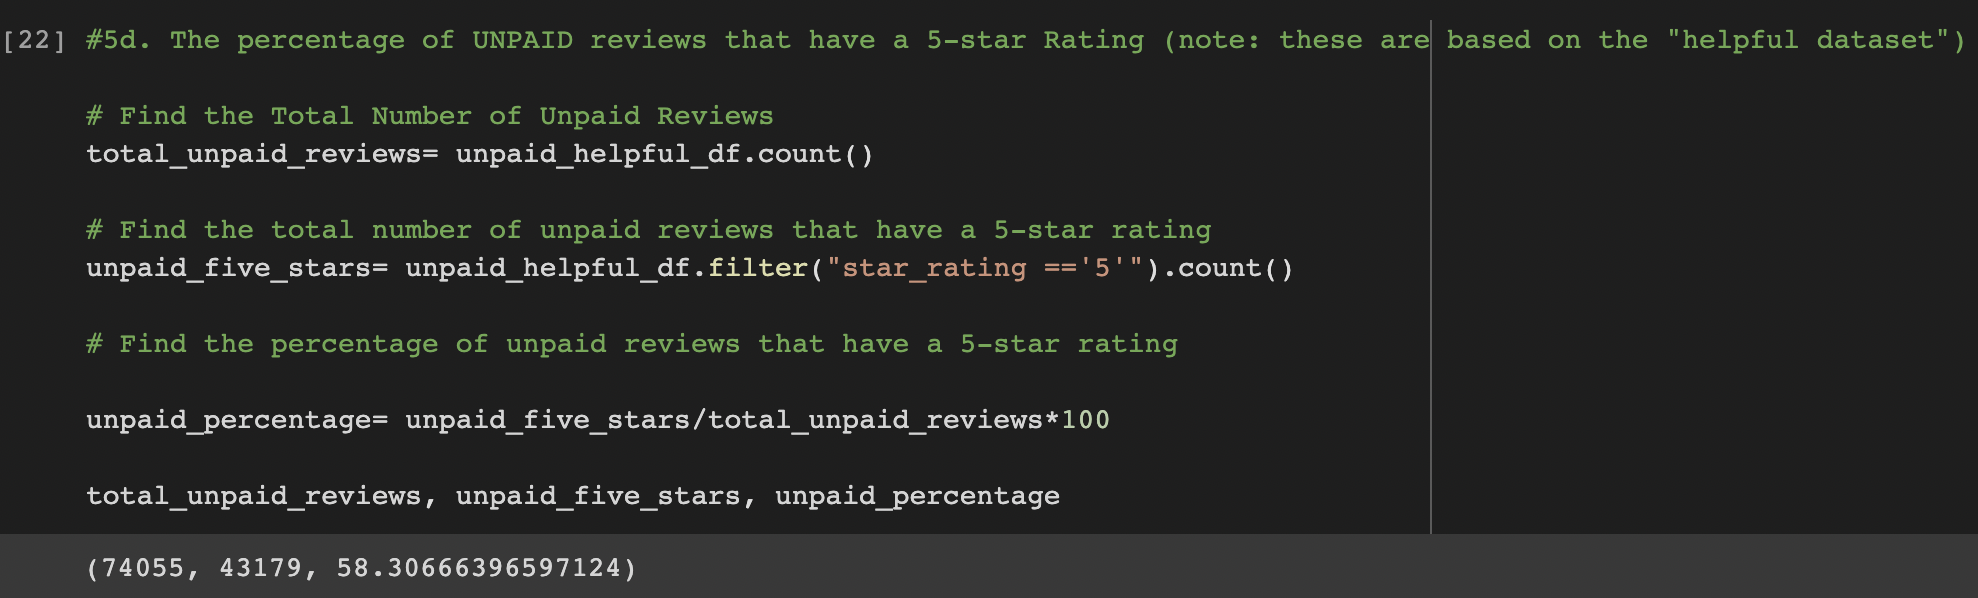 [22] #5d. The percentage of UNPAID reviews that have a 5-star Rating (note: these are based on the "helpful dataset")
# Find the Total Number of Unpaid Reviews
total_unpaid_reviews= unpaid_helpful_df.count()
# Find the total number of unpaid reviews that have a 5-star rating
unpaid_five_stars= unpaid_helpful_df.filter("star_rating =='5'").count()
# Find the percentage of unpaid reviews that have a 5-star rating
unpaid_percentage= unpaid_five_stars/total_unpaid_reviews*100
total_unpaid_reviews, unpaid_five_stars, unpaid_percentage
(74055, 43179, 58.30666396597124)